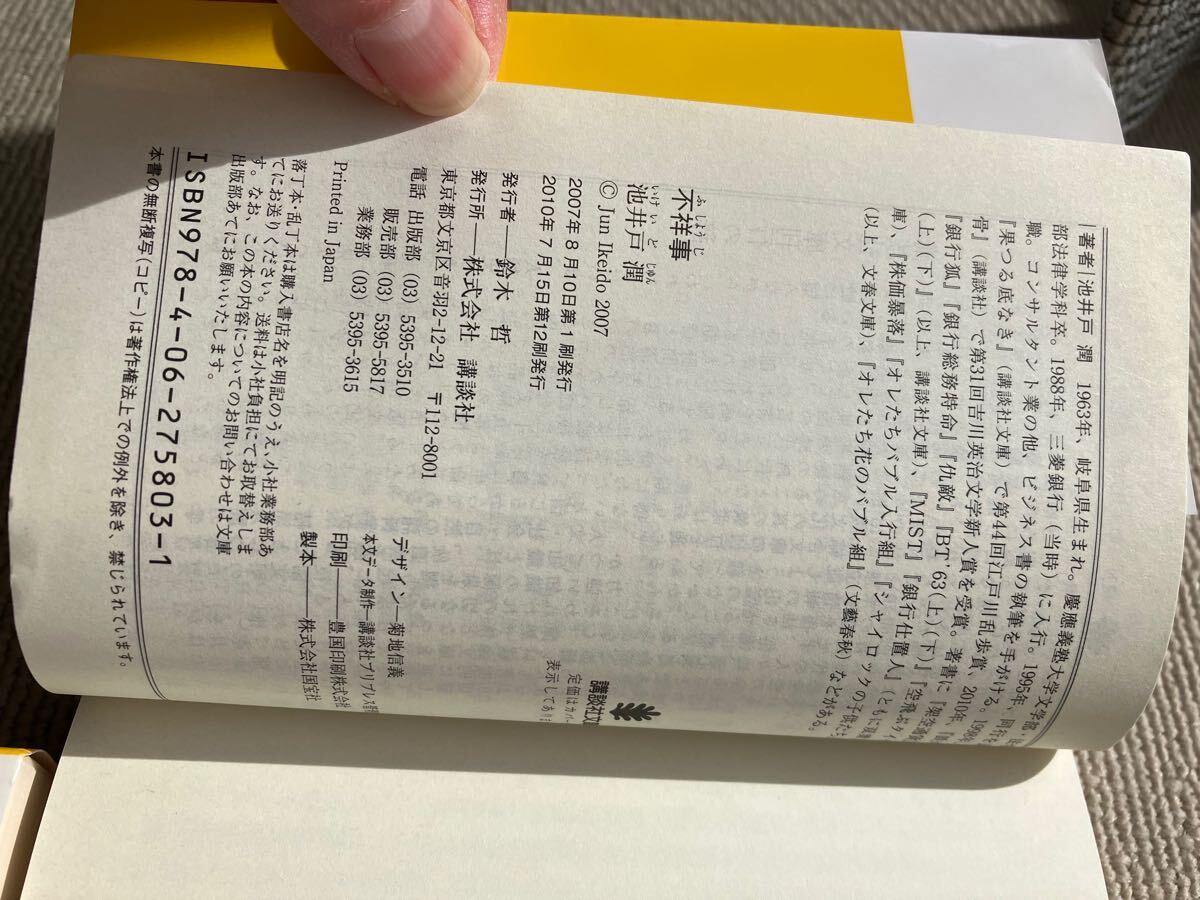 |著者|池井戸 潤　1963年、岐阜県生まれ。慶應義塾大学文学部・
部法律学科卒。1988年、三菱銀行（当時）に入行。1995年、同行を
職。コンサルタント業の他、ビジネス書の執筆を手がける。1998年
『果つる底なき』（講談社文庫）で第44回江戸川乱歩賞、2010年、『
骨』（講談社）で第31回吉川英治文学新人賞を受賞。著書に『架空通貨
『銀行狐』『銀行総務特命』『仇敵』『BT'63（上）（下）』『空飛ぶタイ
（上）（下）』（以上、講談社文庫）、『MIST』『銀行仕置人』（ともに双葉
庫）、『株価暴落』『オレたちバブル入行組』『シャイロックの子供たち
（以上、文春文庫）、『オレたち花のバブル組』（文藝春秋）などがある。
ふしょうじ
不祥事
いけいど じゅん
池井戸 潤
© Jun Ikeido 2007
2007年8月10日第1刷発行
2010年7月15日第12刷発行
発行者――鈴木 哲
発行所――株式会社 講談社
東京都文京区音羽2-12-21 〒112-8001
電話 出版部 (03) 5395-3510
販売部 (03) 5395-5817
業務部 (03) 5395-3615
Printed in Japan
講談社文
定価はカバー
表示してあり
デザイン―菊地信義
本文データ制作―講談社プリプレス
印刷――豊国印刷株式会社
製本――株式会社国宝社
落丁本・乱丁本は購入書店名を明記のうえ、小社業務部あ
てにお送りください。送料は小社負担にてお取替えしま
す。なお、この本の内容についてのお問い合わせは文庫
出版部あてにお願いいたします。
ISBN978-4-06-275803-1
本書の無断複写（コピー）は著作権法上での例外を除き、禁じられています。